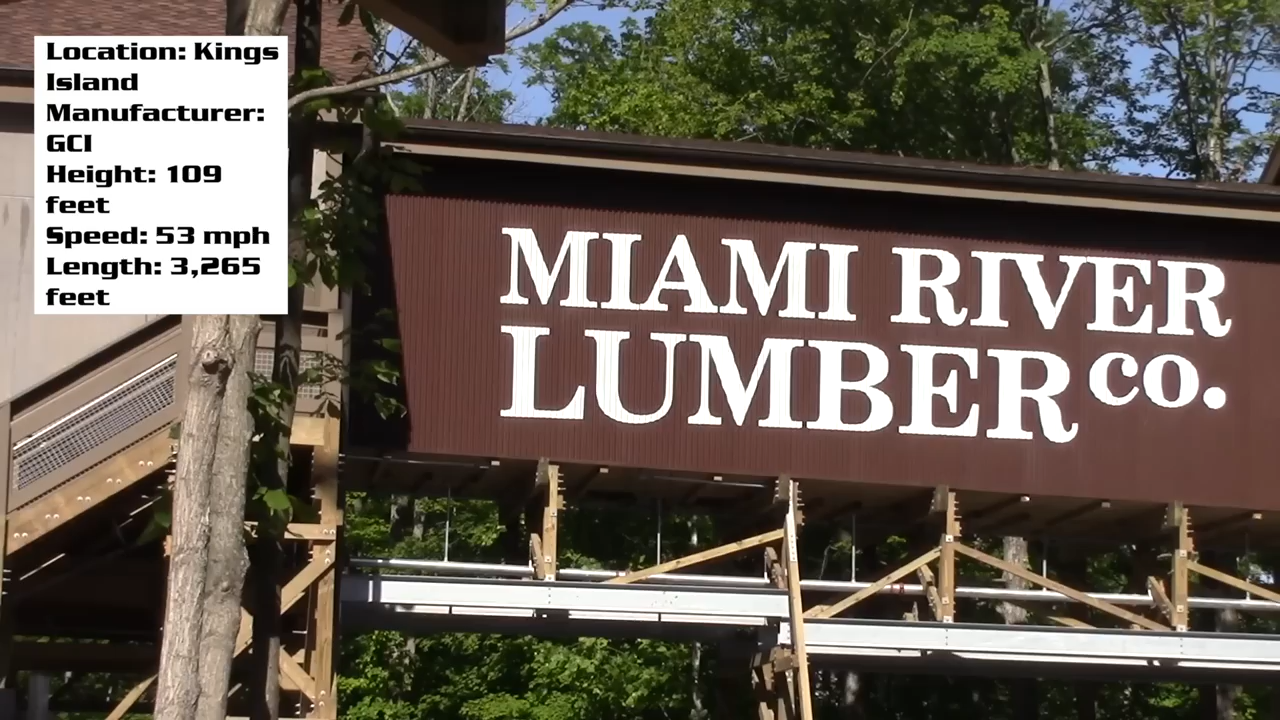 Location: Kings
Island
Manufacturer:
GCI
Height: 109
feet
Speed: 53 mph
Length: 3,265
feet
MIAMI RIVER
LUMBER CO.